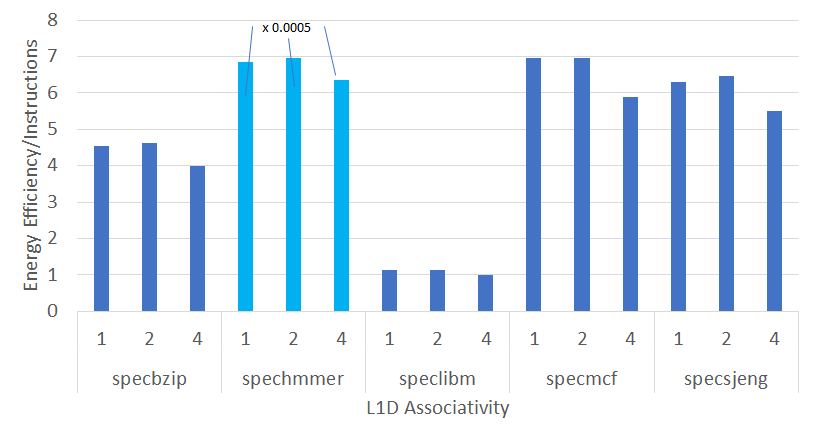 8
x 0.0005
7
6
5
4
3
2
1
0
Energy Efficiency/Instructions
1 2 4 1 2 4 1 2 4 1 2 4 1 2 4
specbzip spechmmer speclibm specmcf specsjeng
L1D Associativity